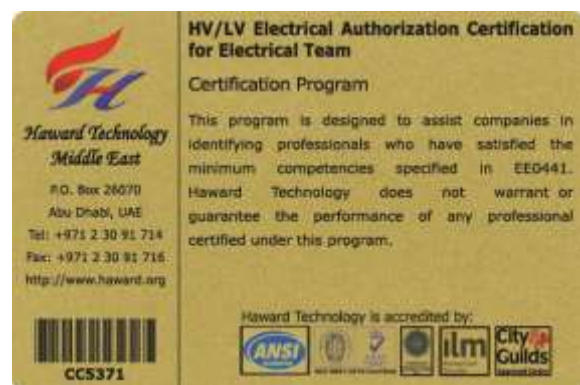 Haward Technology
Middle East
P.O. Box 26070
Abu Dhabi, UAE
Tel: +971 2 30 91 714
Fax: +971 2 30 91 716
http://www.haward.org
CC5371
HV/LV Electrical Authorization Certification
for Electrical Team
Certification Program
This program is designed to assist companies in
identifying professionals who have satisfied the
minimum competencies specified in EE0441.
Haward Technology does not warrant or
guarantee the performance of any professional
certified under this program.
Haward Technology is accredited by:
ANSI
ilm
City
Guilds